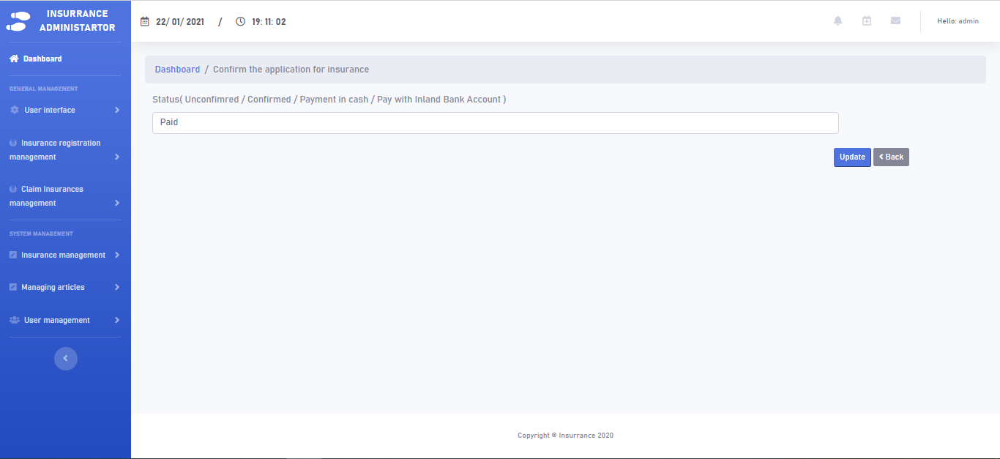 INSURRANCE
ADMINISTARTOR
22/ 01/ 2021 / 19: 11: 02
Hello: admin
Dashboard
Dashboard / Confirm the application for insurance
GENERAL MANAGEMENT
Status( Unconfimred / Confirmed / Payment in cash / Pay with Inland Bank Account )
User interface
Paid
Insurance registration
management
Update
Back
Claim Insurances
management
SYSTEM MANAGEMENT
Insurance management
Managing articles
User management
Copyright © Insurrance 2020